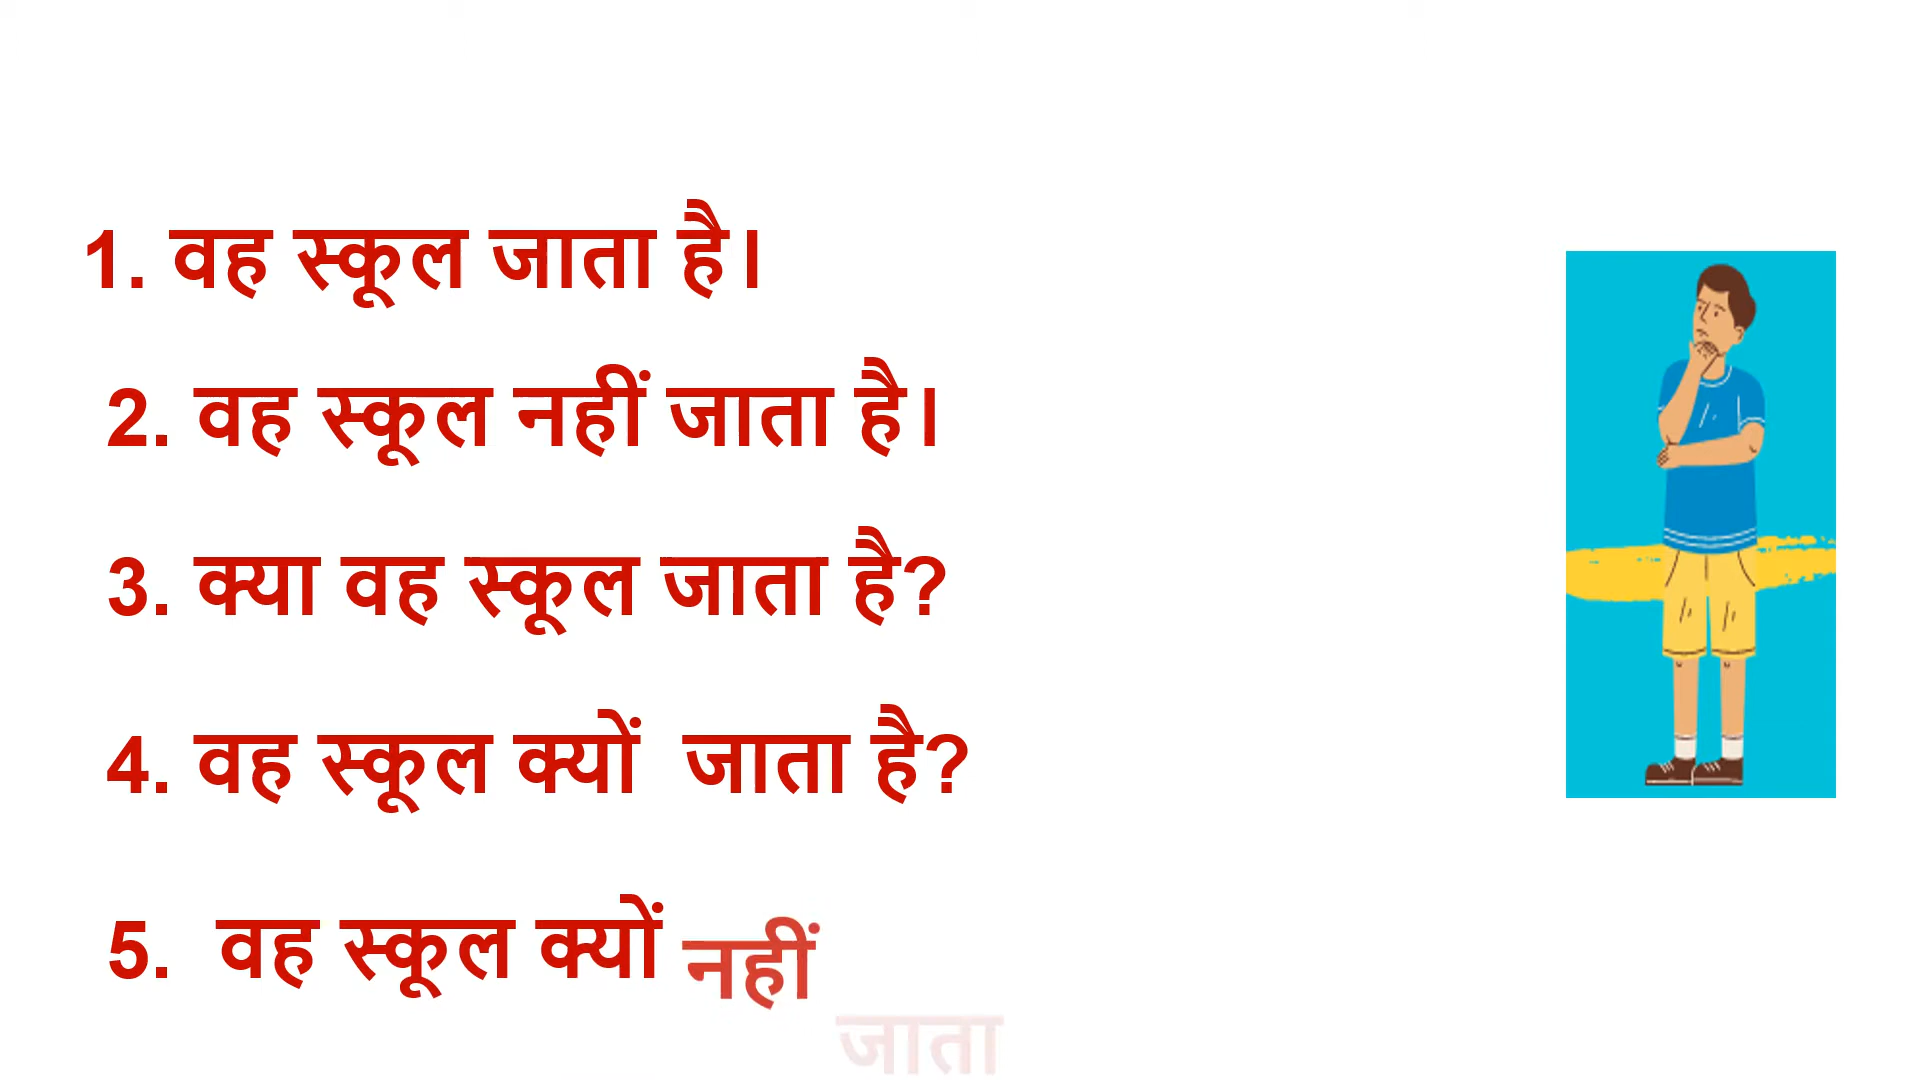 1. वह स्कूल जाता है।
2. वह स्कूल नहीं जाता है।
3. क्या वह स्कूल जाता है?
4. वह स्कूल क्यों जाता है?
5. वह स्कूल क्यों नहीं जाता